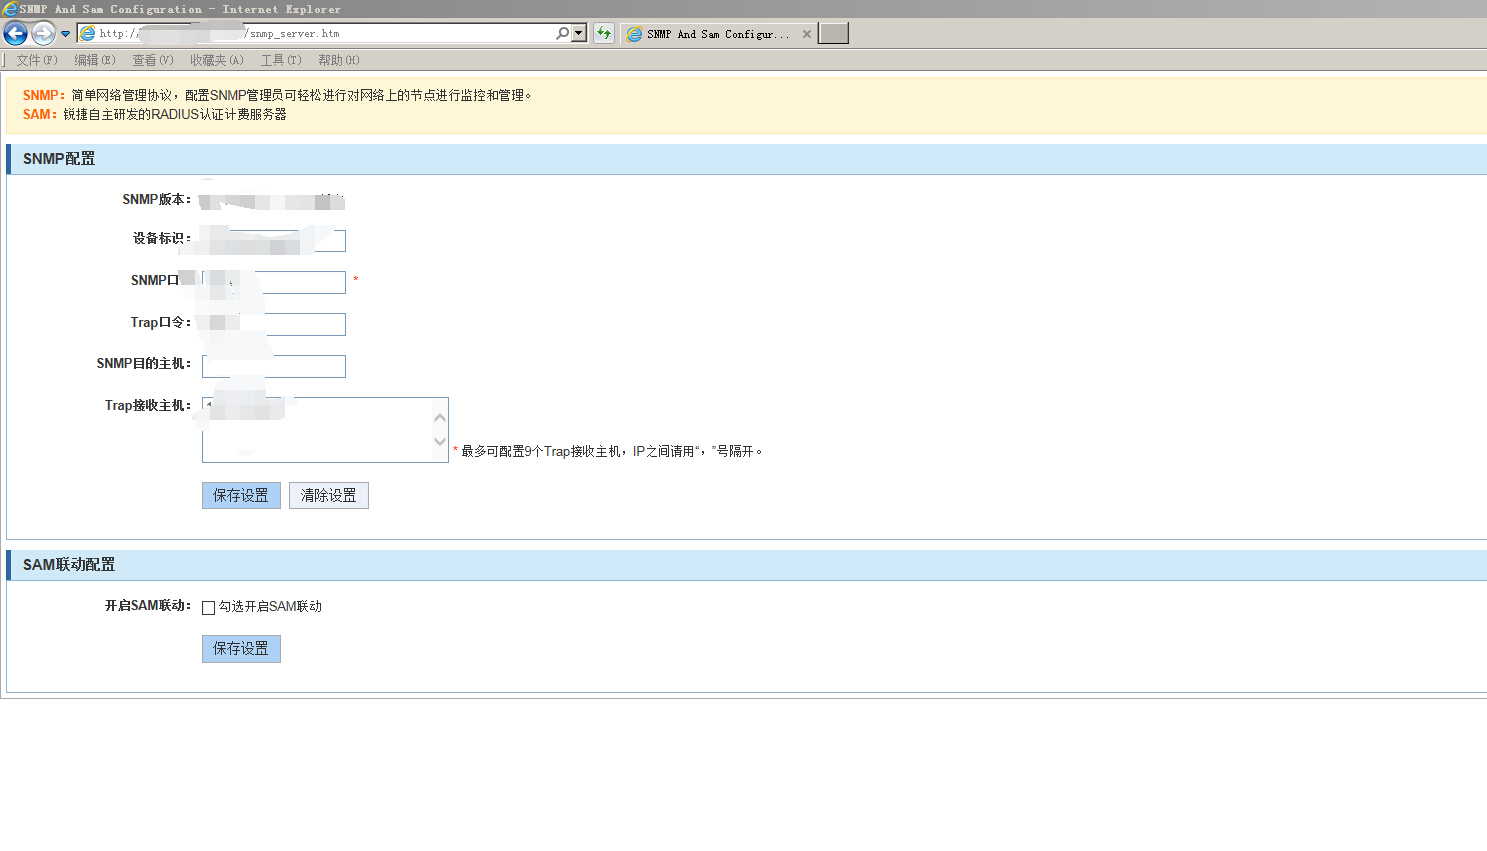 SNMP And Sam Configuration - Internet Explorer
http:// /snmp_server.htm
SNMP And Sam Configur...
文件(F) 编辑(E) 查看(V) 收藏夹(A) 工具(T) 帮助(H)
SNMP：简单网络管理协议，配置SNMP管理员可轻松进行对网络上的节点进行监控和管理。
SAM：锐捷自主研发的RADIUS认证计费服务器
SNMP配置
SNMP版本：
设备标识：
SNMP口 *
Trap口令：
SNMP目的主机：
Trap接收主机：
* 最多可配置9个Trap接收主机，IP之间请用“，”号隔开。
保存设置 清除设置
SAM联动配置
开启SAM联动： 勾选开启SAM联动
保存设置